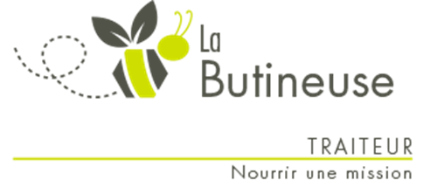 La
Butineuse
TRAITEUR
Nourrir une mission